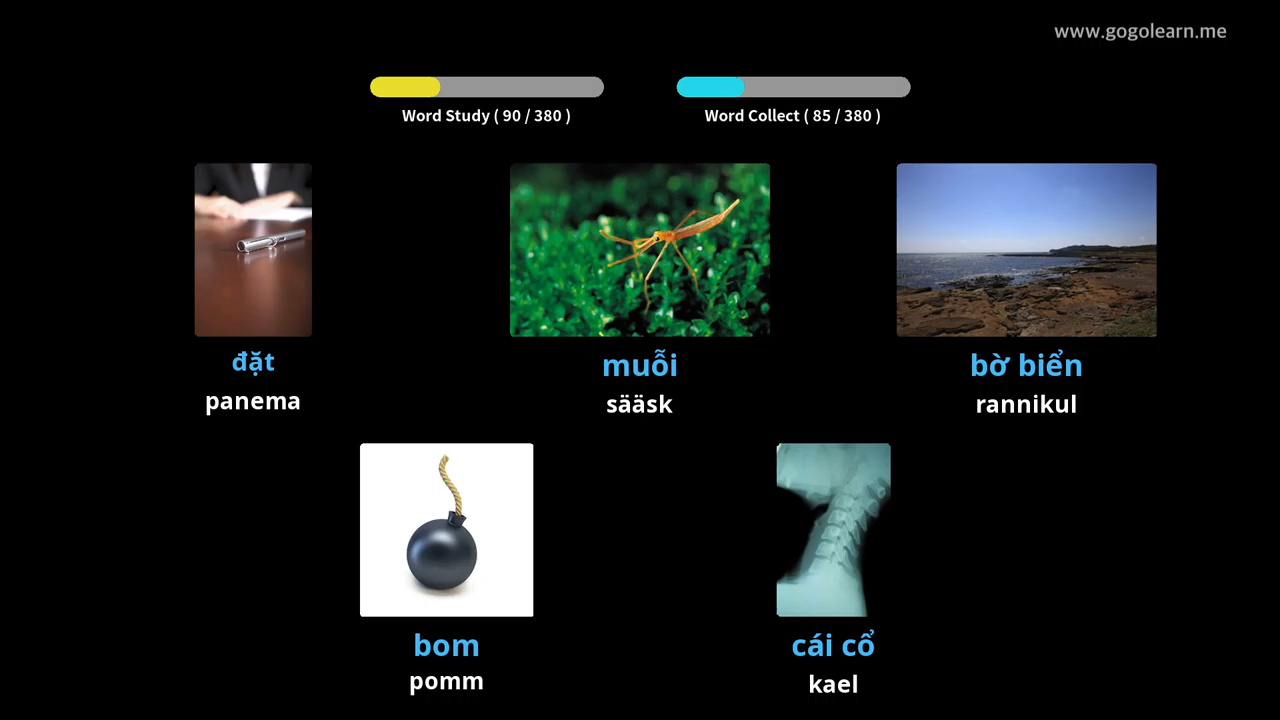 www.gogolearn.me
Word Study ( 90 / 380 )
Word Collect ( 85 / 380 )
đặt
panema
muỗi
sääsk
bờ biển
rannikul
bom
pomm
cái cổ
kael